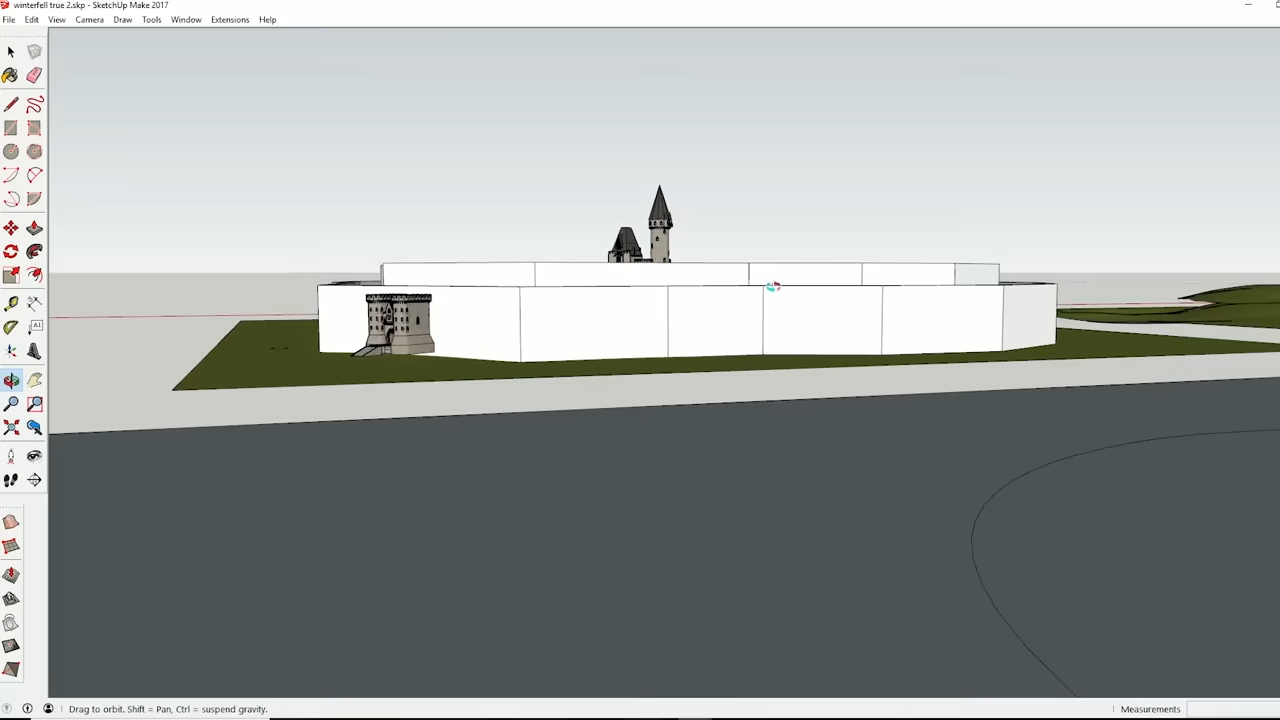 winterfell true 2.skp - SketchUp Make 2017
File Edit View Camera Draw Tools Window Extensions Help
A1
Drag to orbit. Shift = Pan, Ctrl = suspend gravity.
Measurements